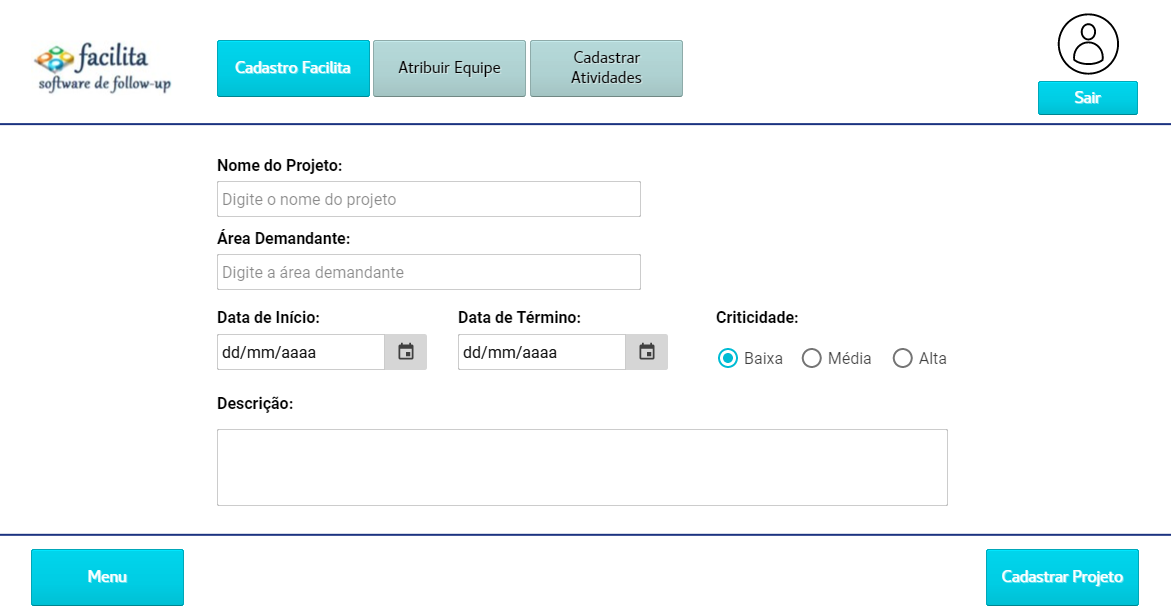 facilita
software de follow-up
Cadastro Facilita
Atribuir Equipe
Cadastrar
Atividades
Sair
Nome do Projeto:
Digite o nome do projeto
Área Demandante:
Digite a área demandante
Data de Início:
Data de Término:
Criticidade:
dd/mm/aaaa
dd/mm/aaaa
Baixa
Média
Alta
Descrição:
Menu
Cadastrar Projeto